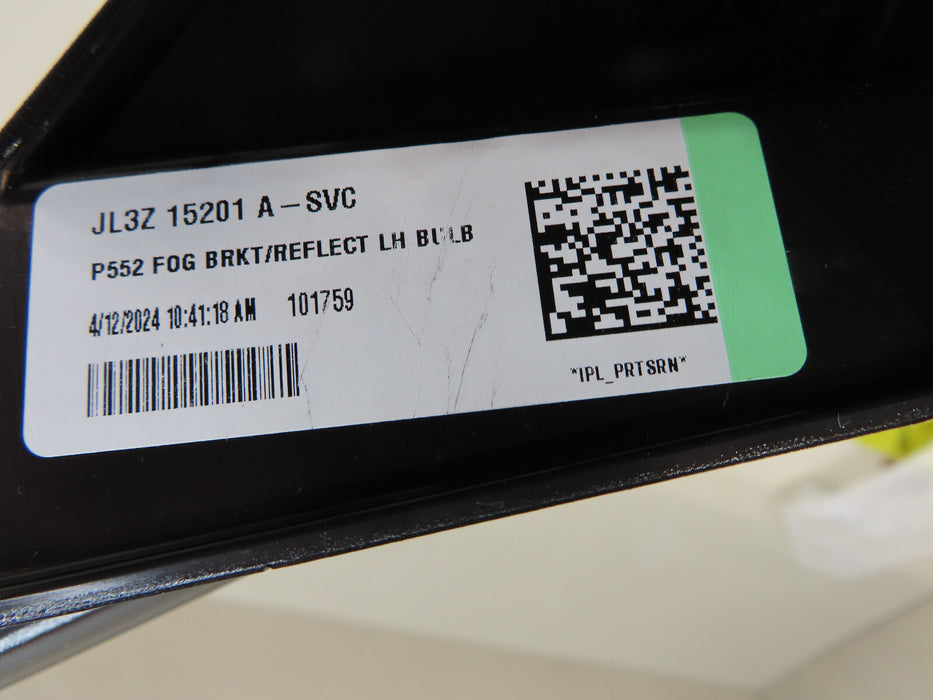 JL3Z 15201 A-SVC
P552 FOG BRKT/REFLECT LH BULB
4/12/2024 10:41:18 AM 101759
*IPL_PRTSRN*